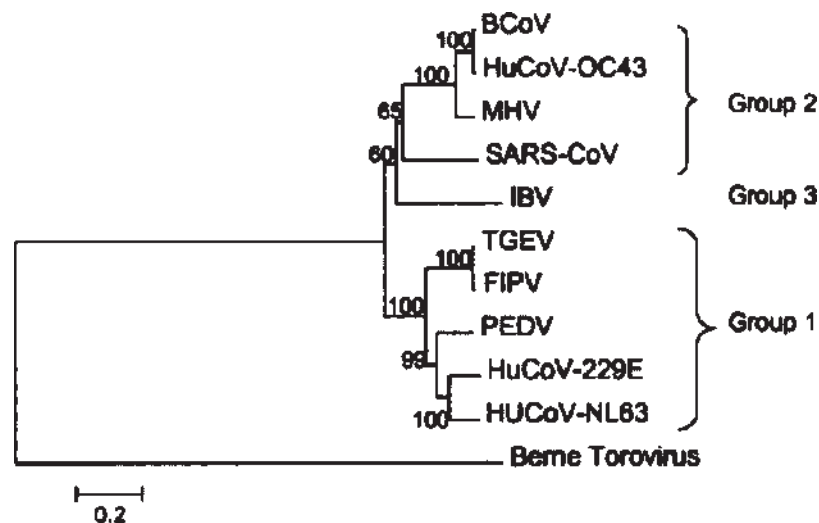 BCoV
100
HuCoV-OC43
100
MHV
65
SARS-CoV
60
IBV
TGEV
100
FIPV
100
PEDV
99
HuCoV-229E
HUCoV-NL63
100
Berne Torovirus
Group 2
Group 3
Group 1
0.2